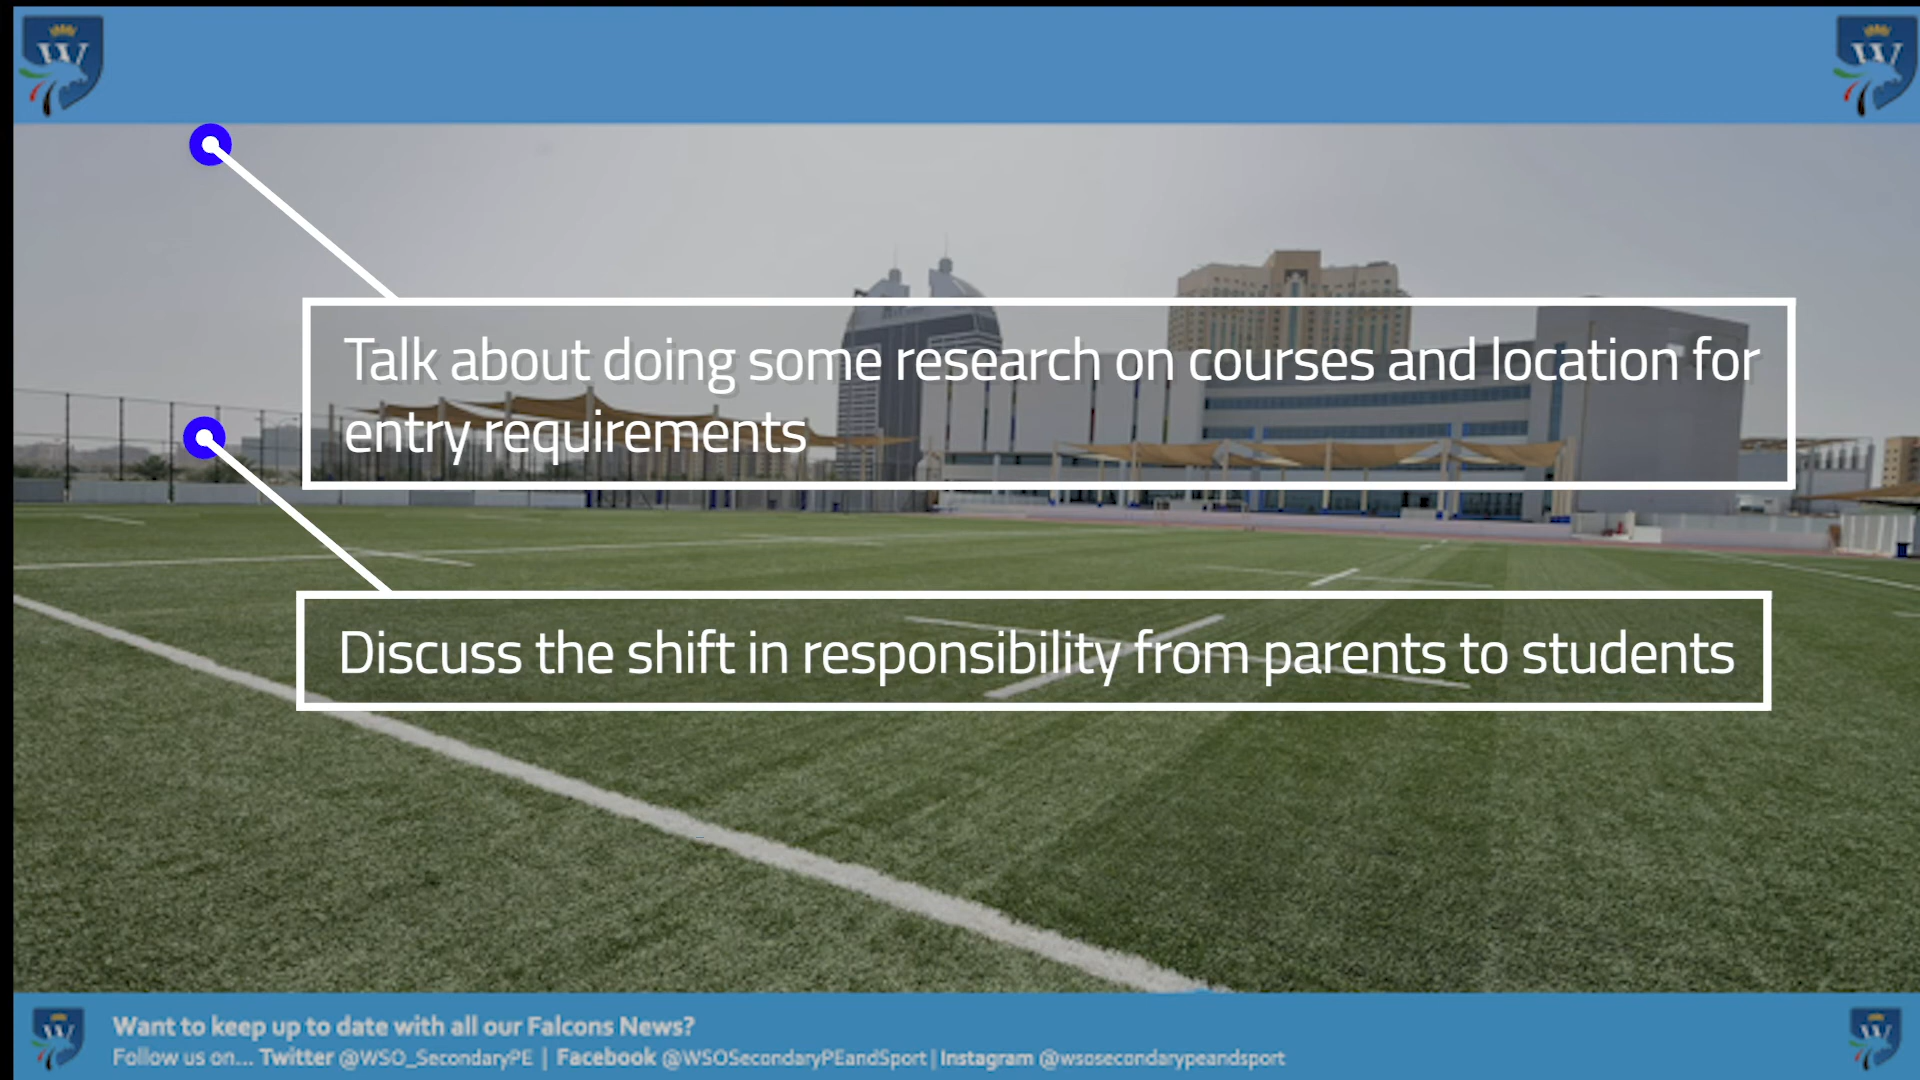 W
W
Talk about doing some research on courses and location for
entry requirements
Discuss the shift in responsibility from parents to students
W
Want to keep up to date with all our Falcons News?
Follow us on... Twitter @WSO_SecondaryPE | Facebook @WSOSecondaryPEandSport | Instagram @wsosecondarypeandsport
W